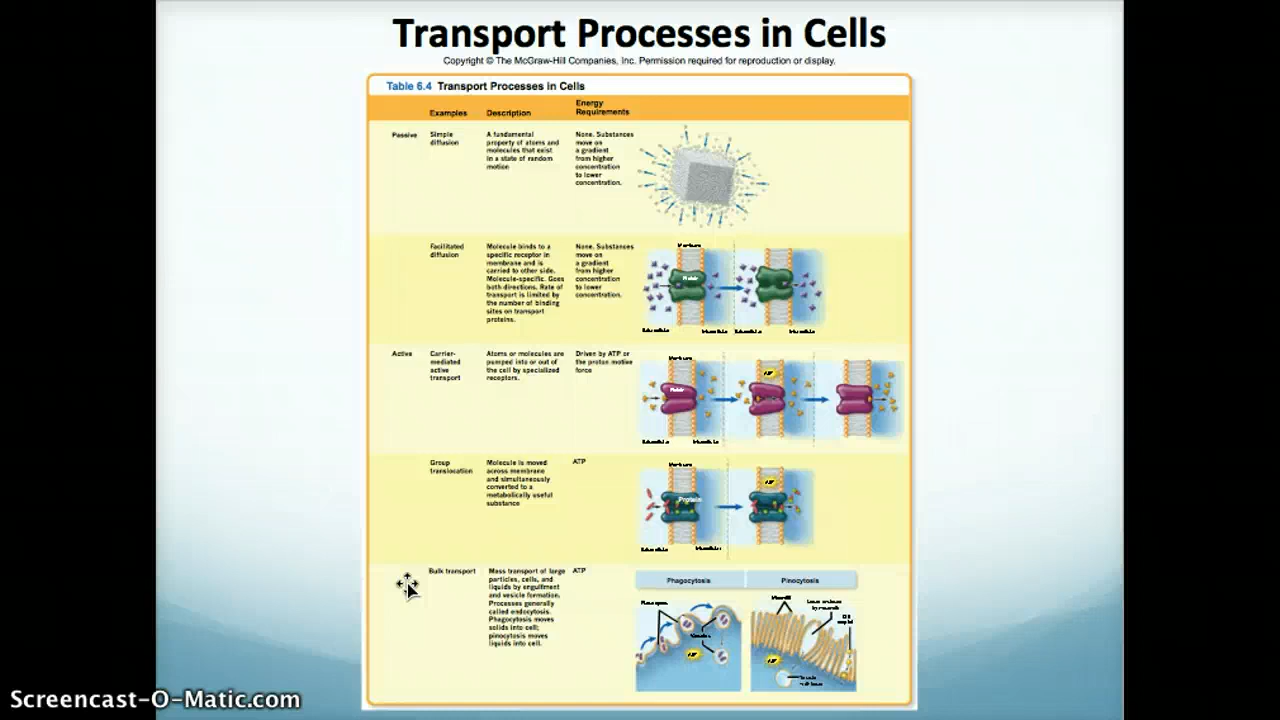 Transport Processes in Cells
Copyright © The McGraw-Hill Companies, Inc. Permission required for reproduction or display.
Table 6.4 Transport Processes in Cells
Examples
Description
Energy
Requirements
Passive
Simple
diffusion
A fundamental
property of atoms and
molecules that exist
in a state of random
motion
None. Substances
move on
a gradient
from higher
concentration
to lower
concentration.
Facilitated
diffusion
Molecule binds to a
specific receptor in
membrane and is
carried to other side.
Molecule-specific. Goes
both directions. Rate of
transport is limited by
the number of binding
sites on transport
proteins.
None. Substances
move on
a gradient
from higher
concentration
to lower
concentration.
Active
Carrier-
mediated
active
transport
Atoms or molecules are
pumped into or out of
the cell by specialized
receptors.
Driven by ATP or
the proton motive
force
Group
translocation
Molecule is moved
across membrane
and simultaneously
converted to a
metabolically useful
substance
ATP
Protein
Bulk transport
Mass transport of large
particles, cells, and
liquids by engulfment
and vesicle formation.
Processes generally
called endocytosis.
Phagocytosis moves
solids into cell;
pinocytosis moves
liquids into cell.
ATP
Phagocytosis
Pinocytosis
Screencast-O-Matic.com